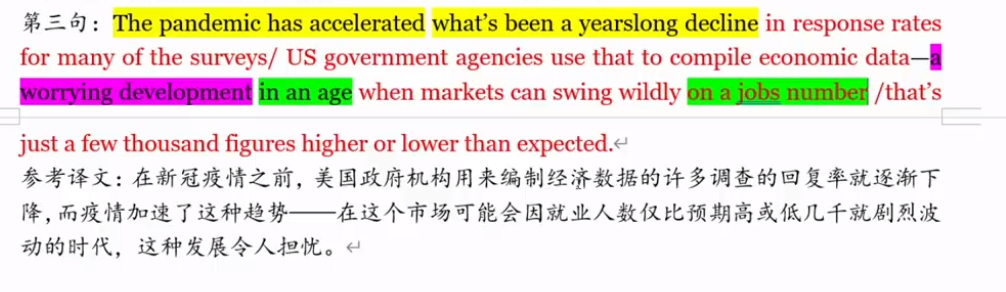 第三句：The pandemic has accelerated what’s been a yearslong decline in response rates
for many of the surveys/ US government agencies use that to compile economic data—a
worrying development in an age when markets can swing wildly on a jobs number /that’s
just a few thousand figures higher or lower than expected.↵
参考译文：在新冠疫情之前，美国政府机构用来编制经济数据的许多调查的回复率就逐渐下
降，而疫情加速了这种趋势——在这个市场可能会因就业人数仅比预期高或低几千就剧烈波
动的时代，这种发展令人担忧。↵